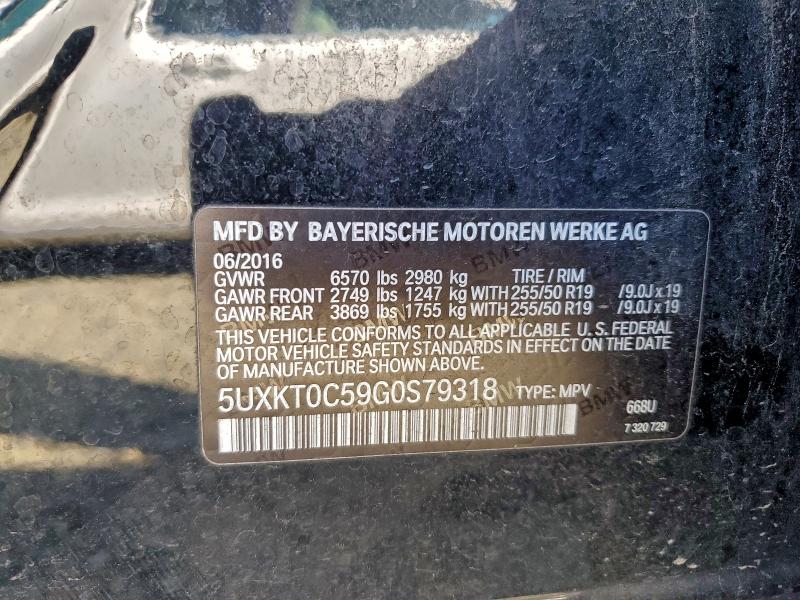 MFD BY BAYERISCHE MOTOREN WERKE AG
06/2016
GVWR 6570 lbs 2980 kg TIRE / RIM
GAWR FRONT 2749 lbs 1247 kg WITH 255/50 R19 /9.0J x 19
GAWR REAR 3869 lbs 1755 kg WITH 255/50 R19 /9.0J x 19
THIS VEHICLE CONFORMS TO ALL APPLICABLE U.S. FEDERAL
MOTOR VEHICLE SAFETY STANDARDS IN EFFECT ON THE DATE
OF MANUFACTURE SHOWN ABOVE.
5UXKT0C59G0S79318 TYPE: MPV
668U
7 320 729